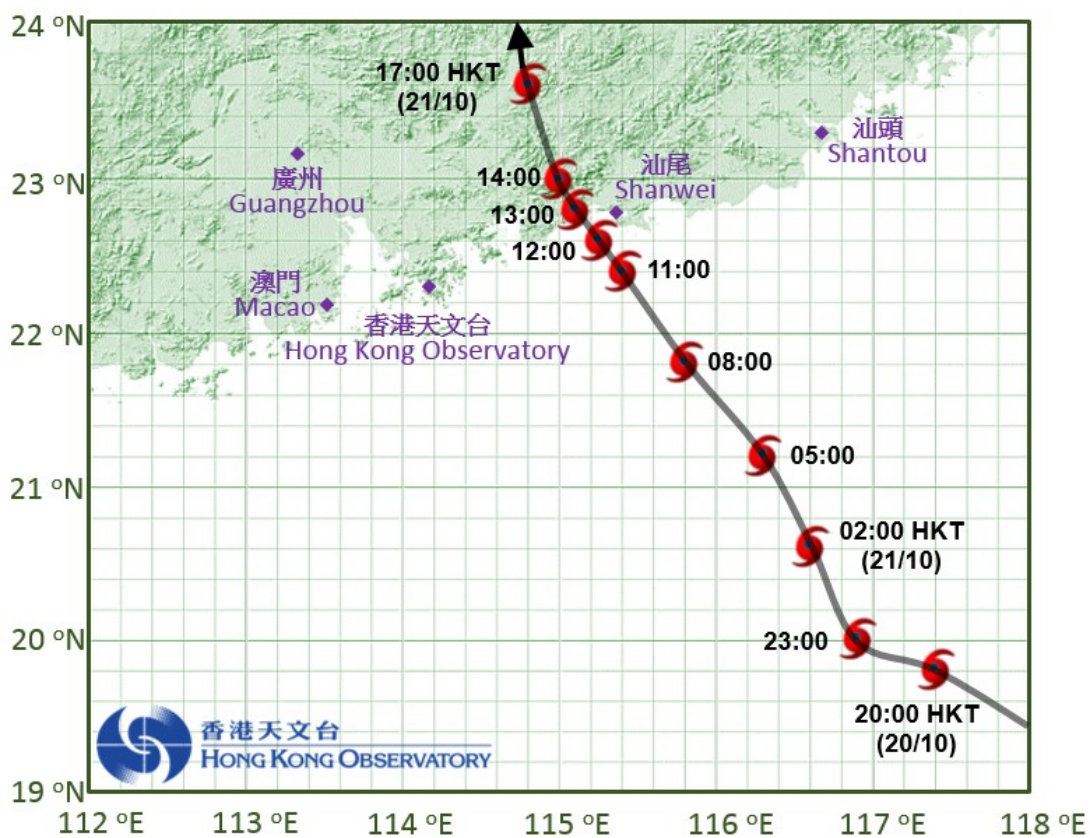 24 °N
17:00 HKT
(21/10)
汕頭
Shantou
廣州
Guangzhou
汕尾
Shanwei
23 °N
14:00
13:00
12:00
11:00
澳門
Macao
香港天文台
Hong Kong Observatory
22 °N
08:00
05:00
21 °N
02:00 HKT
(21/10)
20 °N
23:00
20:00 HKT
(20/10)
香港天文台
HONG KONG OBSERVATORY
19 °N
112 °E
113 °E
114 °E
115 °E
116 °E
117 °E
118 °E